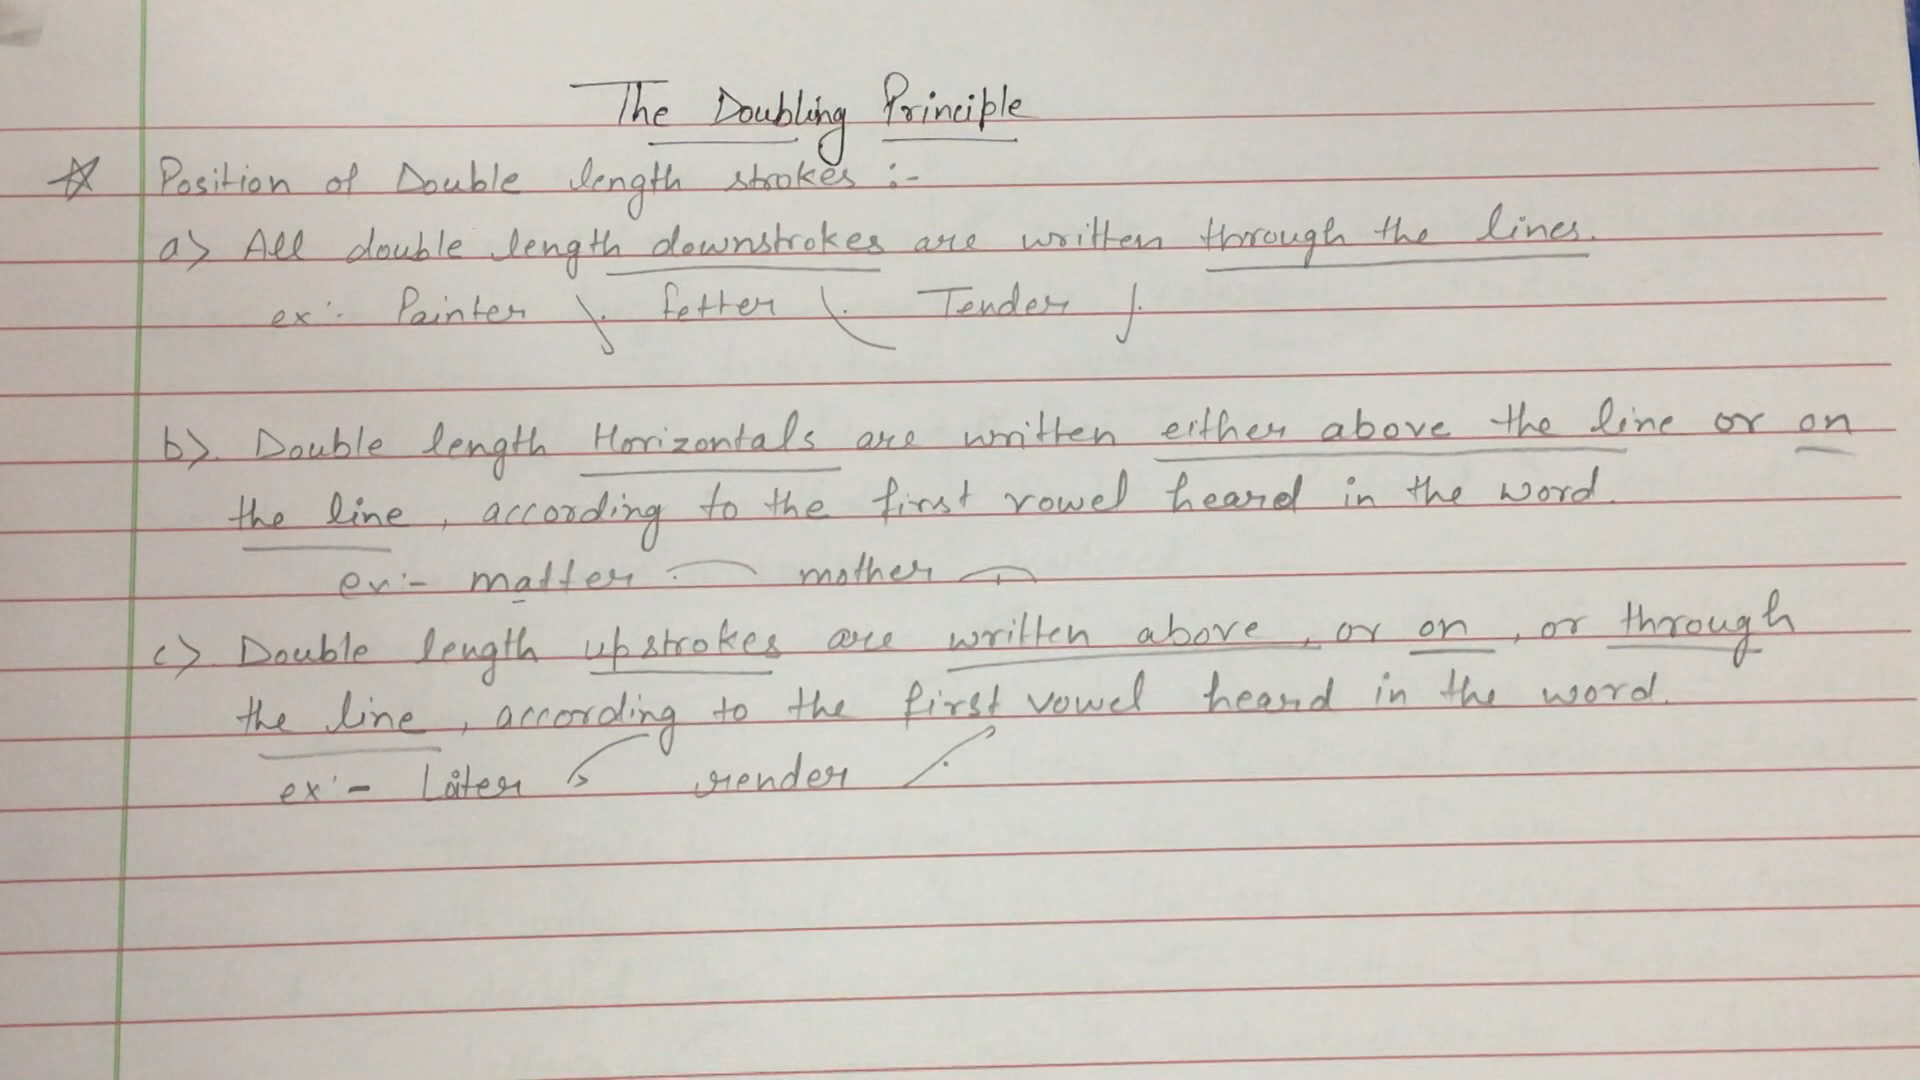 The Doubling Principle
☆ Position of Double length strokes :-
a) All double length downstrokes are written through the lines.
ex:- Painter fetter Tender
b). Double length Horizontals are written either above the line or on
the line, according to the first vowel heard in the word.
ex:- matter mother
c) Double length upstrokes are written above, or on, or through
the line, according to the first vowel heard in the word.
ex:- Later render